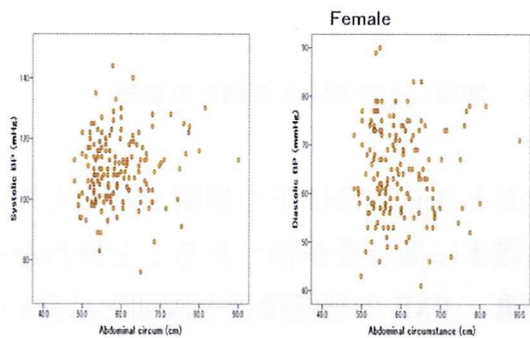 Female
Systolic BP (mmHg)
140
120
100
80
40.0 50.0 60.0 70.0 80.0 90.0
Abdominal circum (cm)
Diastolic BP (mmHg)
90
80
70
60
50
40
40.0 50.0 60.0 70.0 80.0 90.0
Abdominal circumstance (cm)